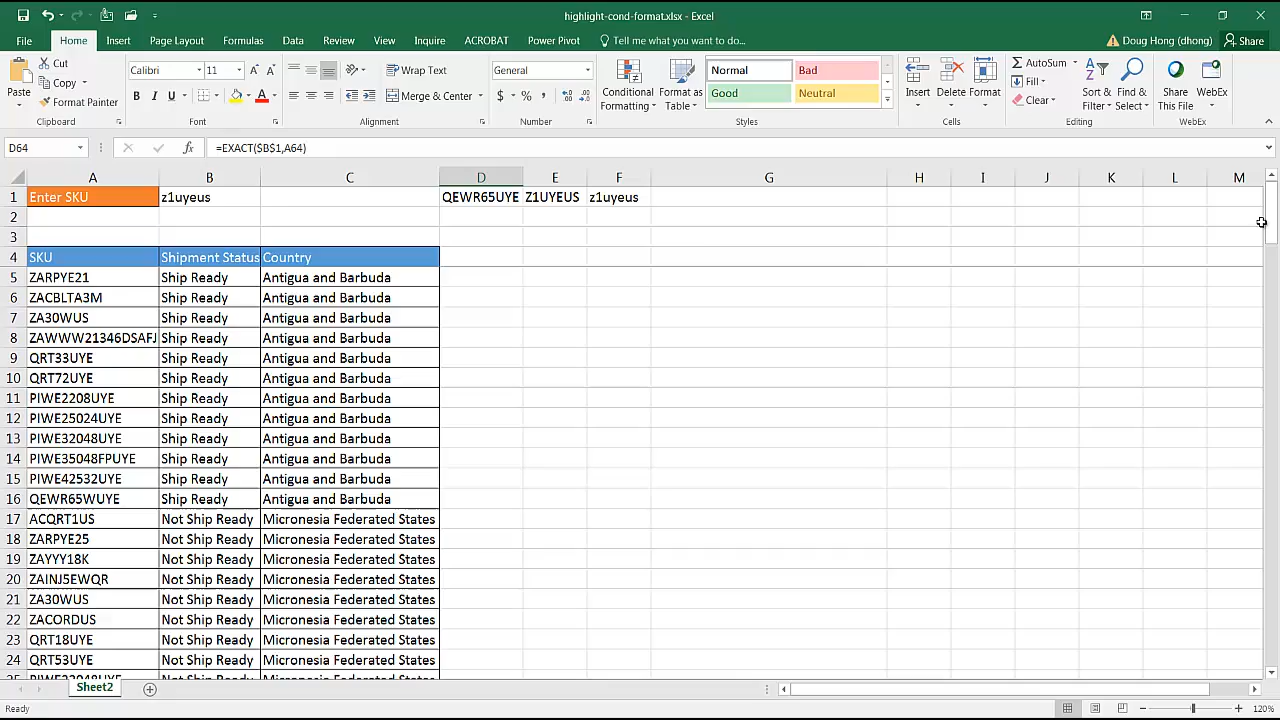 highlight-cond-format.xlsx - Excel
File Home Insert Page Layout Formulas Data Review View Inquire ACROBAT Power Pivot Tell me what you want to do... Doug Hong (dhong) Share
Paste
Cut
Copy
Format Painter
Clipboard
Calibri 11
B I U
Font
Wrap Text
Merge & Center
Alignment
General
$ % ,
Number
Conditional Formatting
Format as Table
Normal Bad
Good Neutral
Styles
Insert Delete Format
Cells
AutoSum
Fill
Clear
Sort & Filter
Find & Select
Editing
Share This File
WebEx
WebEx
D64 fx =EXACT($B$1,A64)
A B C D E F G H I J K L M
1 Enter SKU z1uyeus QEWR65UYE Z1UYEUS z1uyeus
2
3
4 SKU Shipment Status Country
5 ZARPYE21 Ship Ready Antigua and Barbuda
6 ZACBLTA3M Ship Ready Antigua and Barbuda
7 ZA30WUS Ship Ready Antigua and Barbuda
8 ZAWWW21346DSAFJ Ship Ready Antigua and Barbuda
9 QRT33UYE Ship Ready Antigua and Barbuda
10 QRT72UYE Ship Ready Antigua and Barbuda
11 PIWE2208UYE Ship Ready Antigua and Barbuda
12 PIWE25024UYE Ship Ready Antigua and Barbuda
13 PIWE32048UYE Ship Ready Antigua and Barbuda
14 PIWE35048FPUYE Ship Ready Antigua and Barbuda
15 PIWE42532UYE Ship Ready Antigua and Barbuda
16 QEWR65WUYE Ship Ready Antigua and Barbuda
17 ACQRT1US Not Ship Ready Micronesia Federated States
18 ZARPYE25 Not Ship Ready Micronesia Federated States
19 ZAYYY18K Not Ship Ready Micronesia Federated States
20 ZAINJ5EWQR Not Ship Ready Micronesia Federated States
21 ZA30WUS Not Ship Ready Micronesia Federated States
22 ZACORDUS Not Ship Ready Micronesia Federated States
23 QRT18UYE Not Ship Ready Micronesia Federated States
24 QRT53UYE Not Ship Ready Micronesia Federated States
Sheet2
Ready 120%